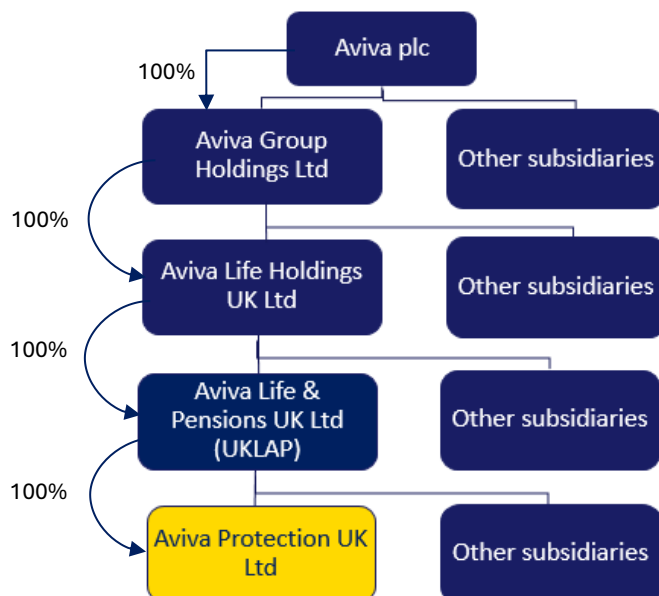 Aviva plc
100%
Aviva Group
Holdings Ltd
Other subsidiaries
100%
Aviva Life Holdings
UK Ltd
Other subsidiaries
100%
Aviva Life &
Pensions UK Ltd
(UKLAP)
Other subsidiaries
100%
Aviva Protection UK
Ltd
Other subsidiaries